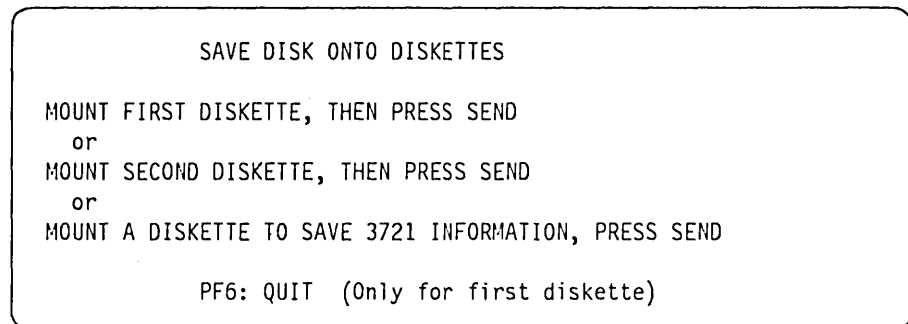 SAVE DISK ONTO DISKETTES
MOUNT FIRST DISKETTE, THEN PRESS SEND
or
MOUNT SECOND DISKETTE, THEN PRESS SEND
or
MOUNT A DISKETTE TO SAVE 3721 INFORMATION, PRESS SEND
PF6: QUIT (Only for first diskette)